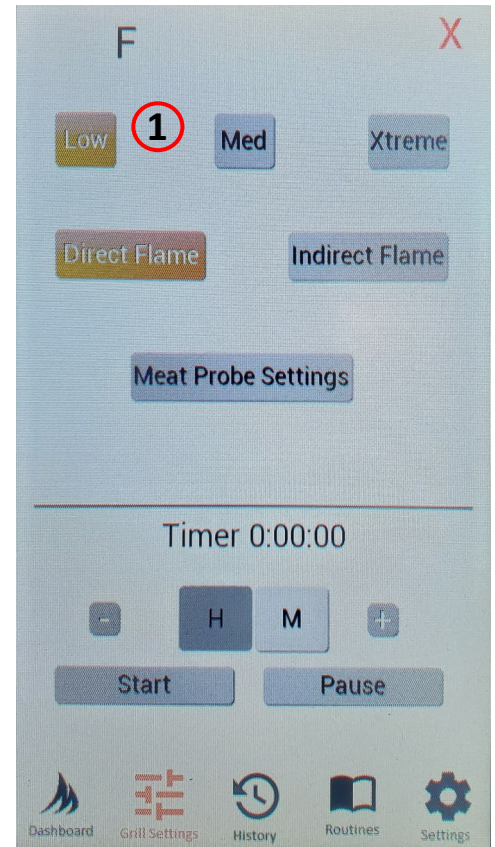 F X
Low 1 Med Xtreme
Direct Flame Indirect Flame
Meat Probe Settings
Timer 0:00:00
- H M +
Start Pause
Dashboard Grill Settings History Routines Settings